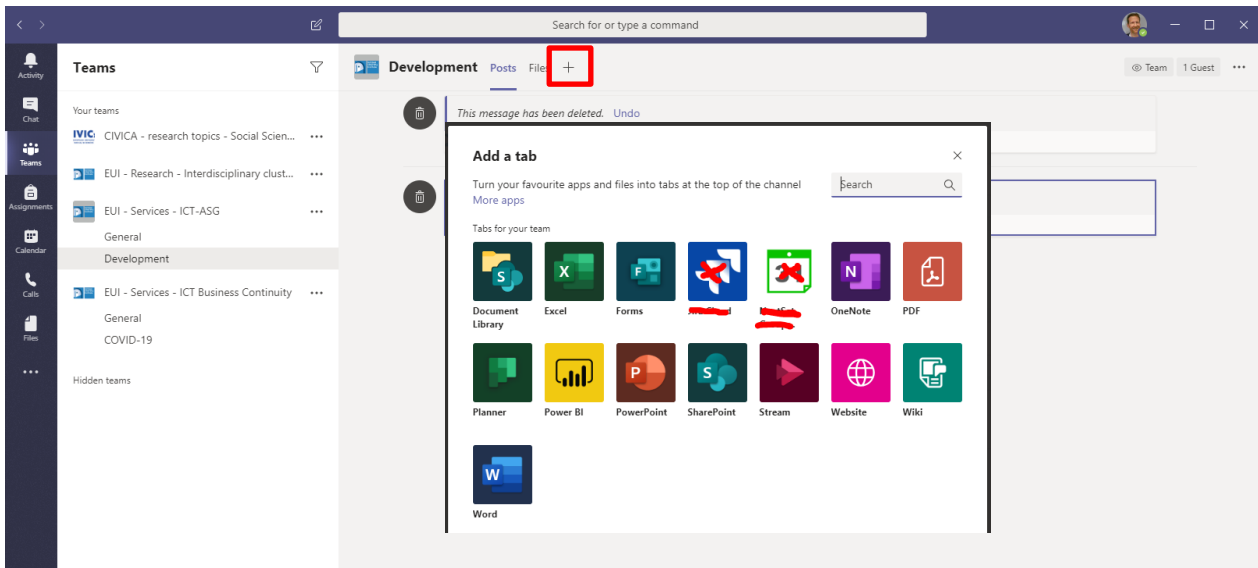 Search for or type a command
Activity
Chat
Teams
Assignments
Calendar
Calls
Files
Teams
Your teams
CIVICA - research topics - Social Scien...
EUI - Research - Interdisciplinary clust...
EUI - Services - ICT-ASG
General
Development
EUI - Services - ICT Business Continuity
General
COVID-19
Hidden teams
Development Posts Files
Team 1 Guest
This message has been deleted. Undo
Add a tab
Turn your favourite apps and files into tabs at the top of the channel
More apps
Search
Tabs for your team
Document
Library
Excel
Forms
OneNote
PDF
Planner
Power BI
PowerPoint
SharePoint
Stream
Website
Wiki
Word